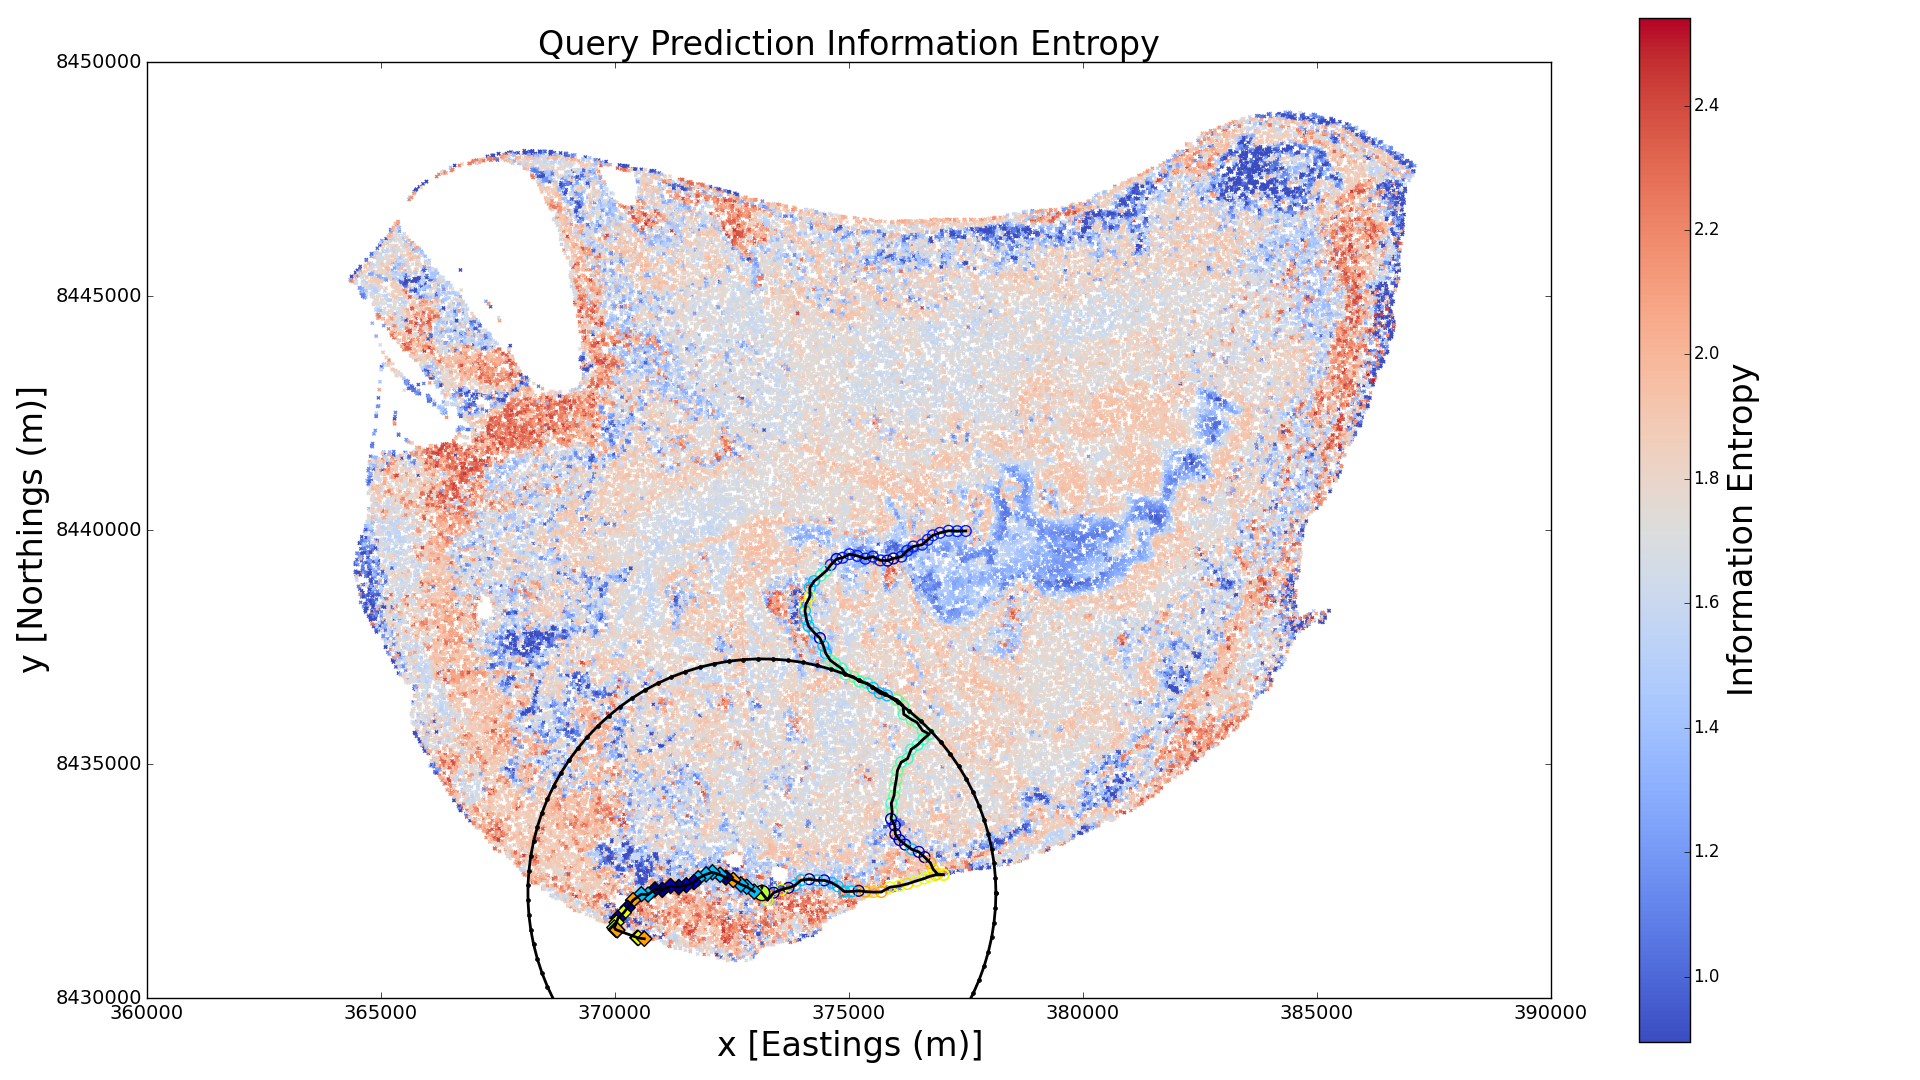 Query Prediction Information Entropy
8450000
8445000
8440000
8435000
8430000
y [Northings (m)]
360000 365000 370000 375000 380000 385000 390000
x [Eastings (m)]
2.4
2.2
2.0
1.8
1.6
1.4
1.2
1.0
Information Entropy